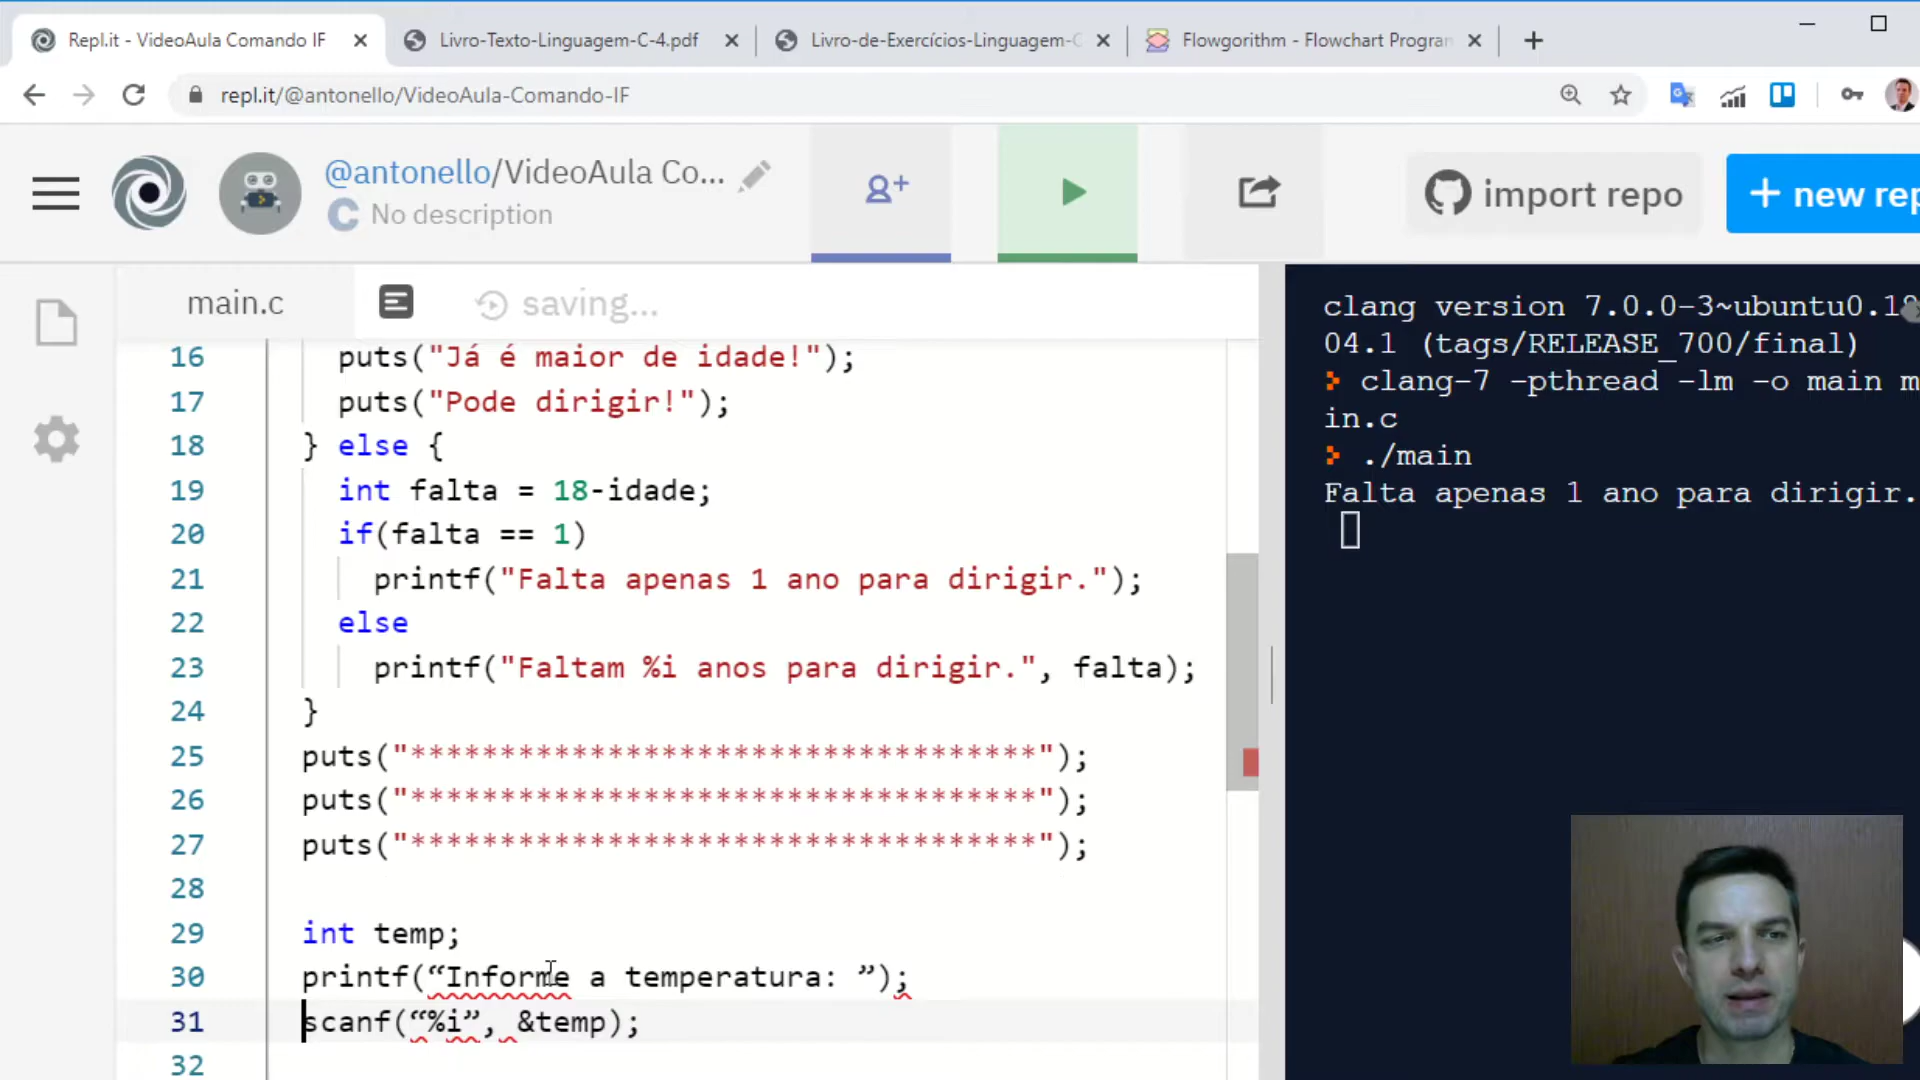 Repl.it - VideoAula Comando IF
Livro-Texto-Linguagem-C-4.pdf
Livro-de-Exercícios-Linguagem-C
Flowgorithm - Flowchart Program
repl.it/@antonello/VideoAula-Comando-IF
@antonello/VideoAula Co...
No description
import repo
+ new rep
main.c
saving...
16 puts("Já é maior de idade!");
17 puts("Pode dirigir!");
18 } else {
19 int falta = 18-idade;
20 if(falta == 1)
21 printf("Falta apenas 1 ano para dirigir.");
22 else
23 printf("Faltam %i anos para dirigir.", falta);
24 }
25 puts("***********************************");
26 puts("***********************************");
27 puts("***********************************");
28
29 int temp;
30 printf(“Informe a temperatura: ”);
31 scanf(“%i”, &temp);
32
clang version 7.0.0-3~ubuntu0.18
04.1 (tags/RELEASE_700/final)
clang-7 -pthread -lm -o main m
in.c
./main
Falta apenas 1 ano para dirigir.